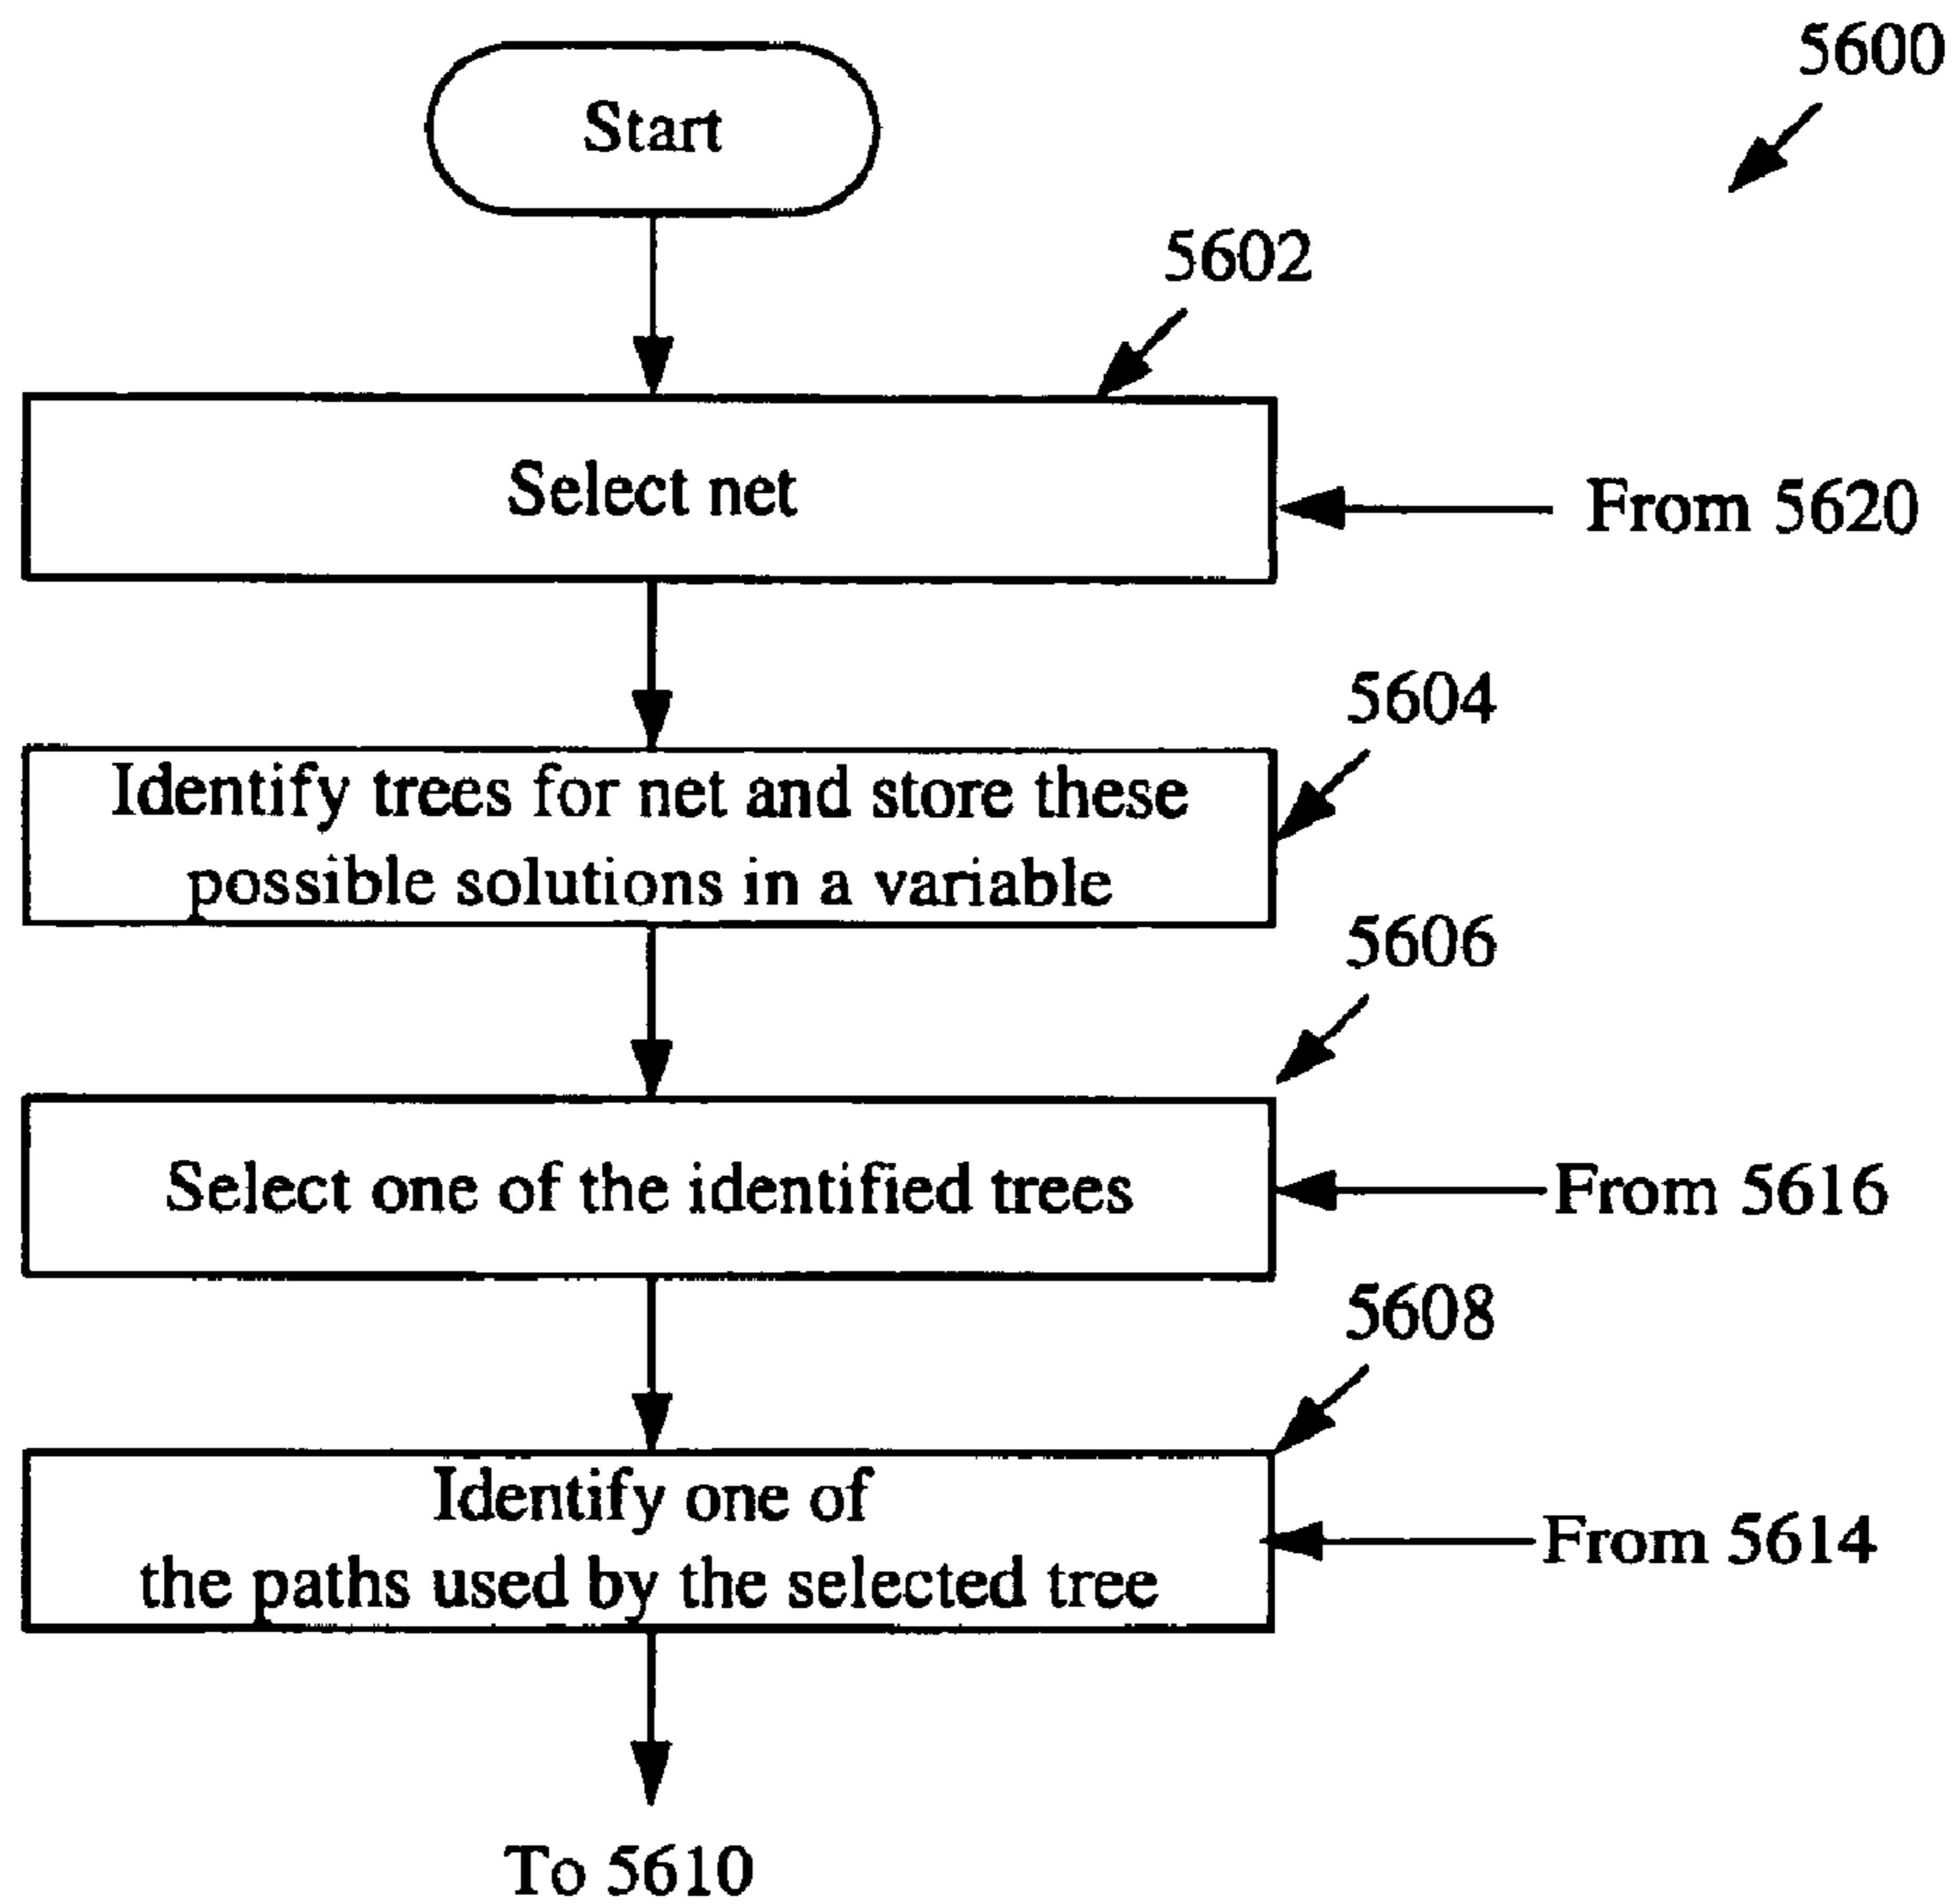 5600
Start
5602
Select net
From 5620
5604
Identify trees for net and store these
possible solutions in a variable
5606
Select one of the identified trees
From 5616
5608
Identify one of
the paths used by the selected tree
From 5614
To 5610